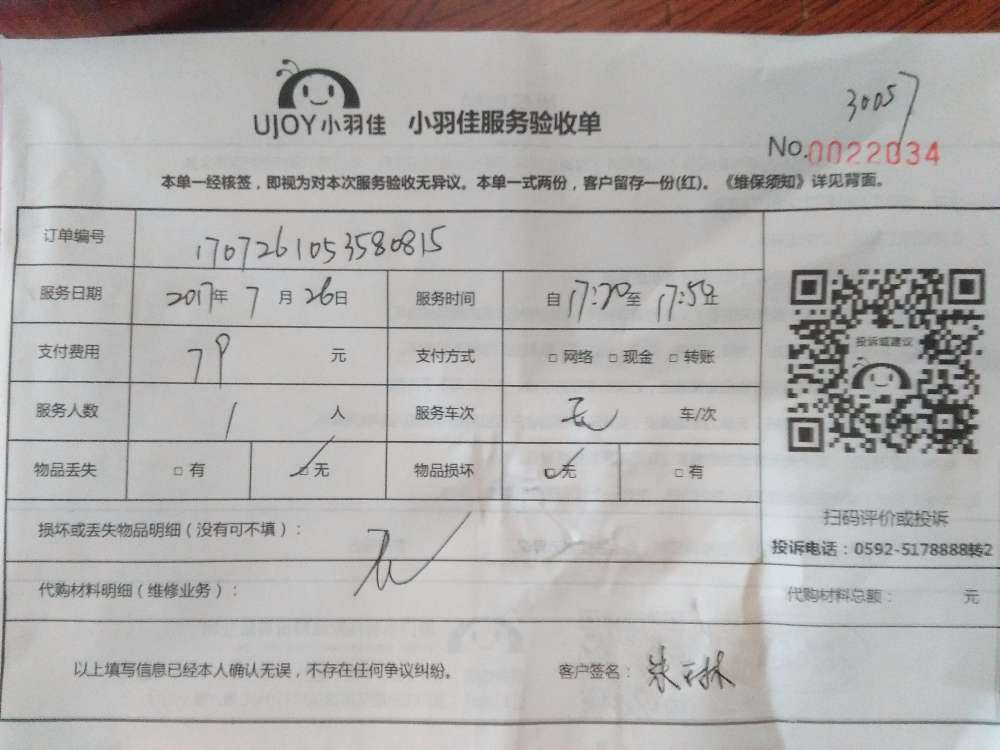 3005
UJOY小羽佳 小羽佳服务验收单
No.0022034
本单一经核签，即视为对本次服务验收无异议。本单一式两份，客户留存一份(红)。《维保须知》详见背面。
订单编号 1707261053580815
服务日期 2017年 7 月 26日 服务时间 自 17:20至 17:50止
支付费用 79 元 支付方式 □ 网络 □ 现金 □ 转账
投诉或建议
服务人数 1 人 服务车次 无 车/次
物品丢失 □ 有 ☑ 无 物品损坏 ☑ 无 □ 有
扫码评价或投诉
损坏或丢失物品明细（没有可不填）： 无
投诉电话：0592-5178888转2
代购材料明细（维修业务）： 代购材料总额： 元
以上填写信息已经本人确认无误，不存在任何争议纠纷。 客户签名：